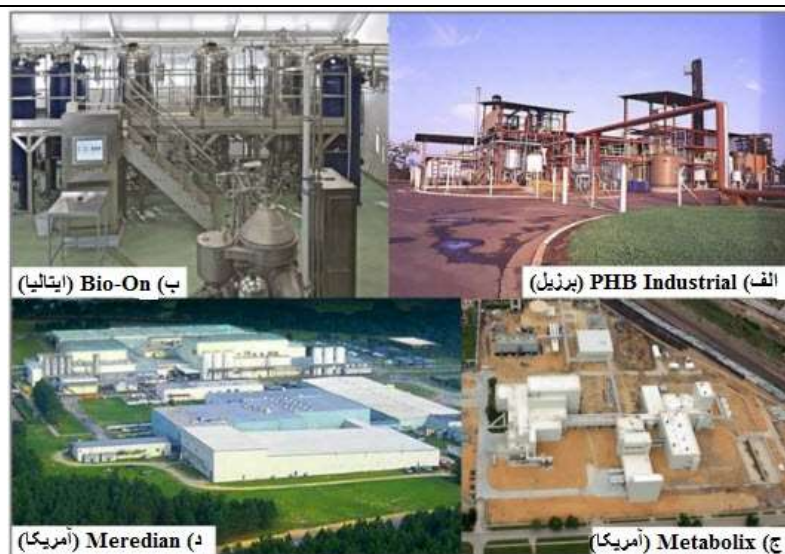 الف) PHB Industrial (برزیل)
ب) Bio-On (ایتالیا)
ج) Metabolix (آمریکا)
د) Meredian (آمریکا)